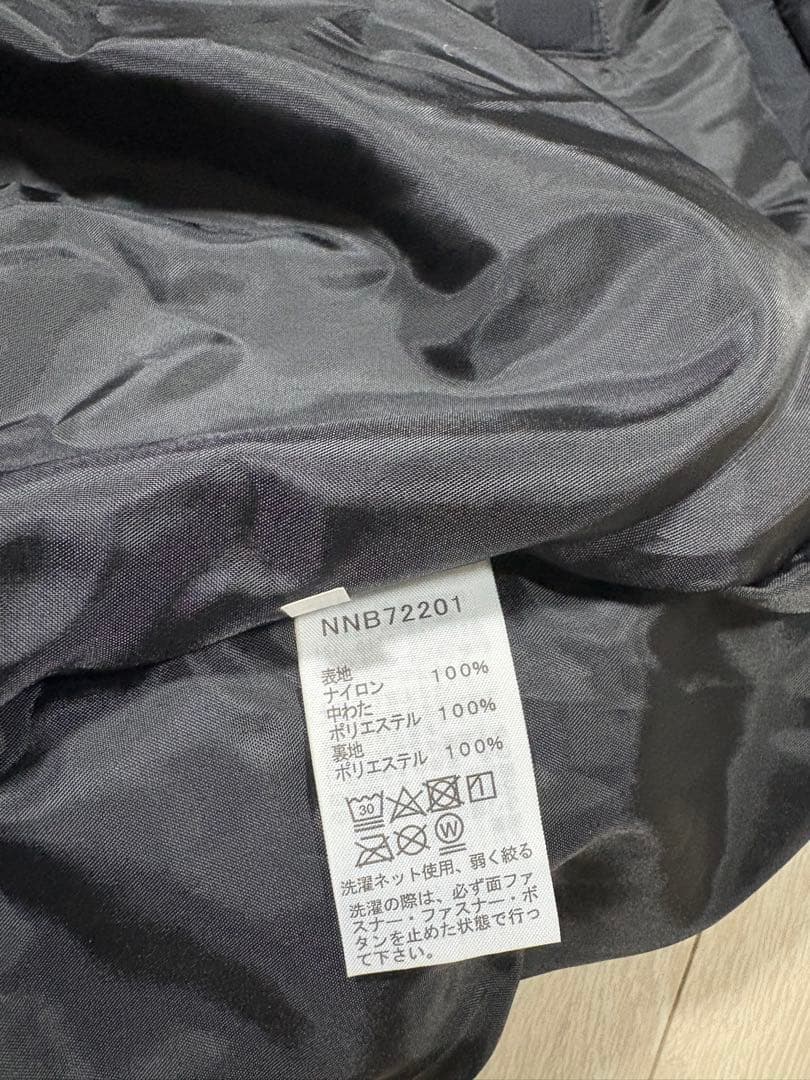 NNB72201
表地
ナイロン 100%
中わた
ポリエステル 100%
裏地
ポリエステル 100%
30
W
洗濯ネット使用、弱く絞る
洗濯の際は、必ず面ファ
スナー・ファスナー・ボ
タンを止めた状態で行っ
て下さい。